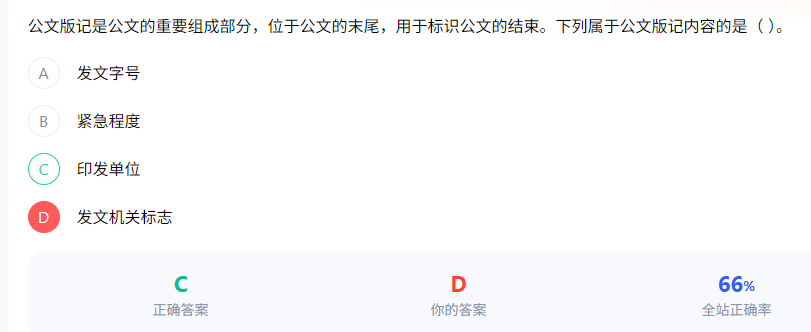 公文版记是公文的重要组成部分，位于公文的末尾，用于标识公文的结束。下列属于公文版记内容的是（ ）。
A 发文字号
B 紧急程度
C 印发单位
D 发文机关标志
C D 66%
正确答案 你的答案 全站正确率